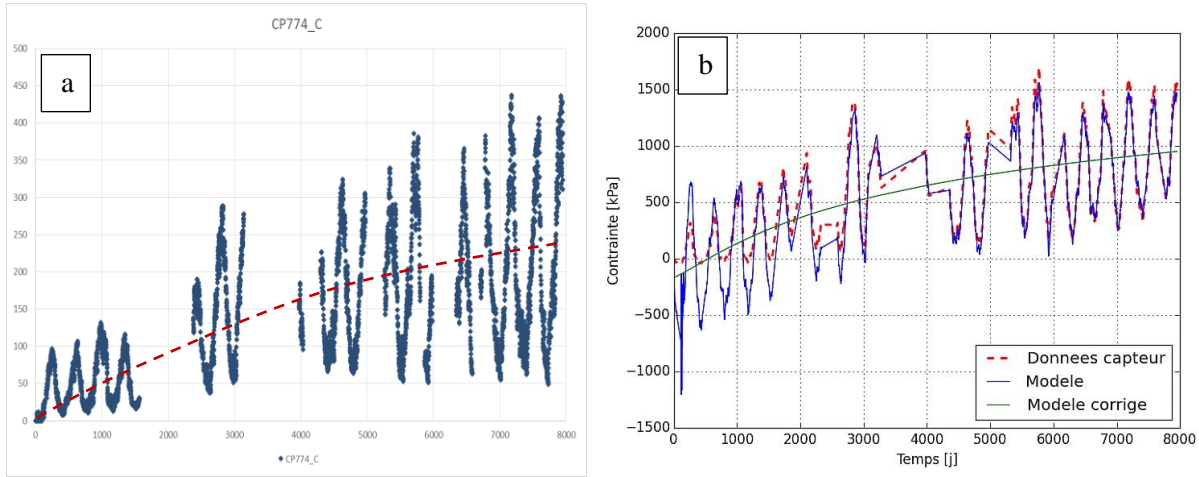 CP774_C
a
500
450
400
350
300
250
200
150
100
50
0
0 1000 2000 3000 4000 5000 6000 7000 8000
CP774_C
b
Contrainte [kPa]
2000
1500
1000
500
0
−500
−1000
−1500
Donnees capteur
Modele
Modele corrige
0 1000 2000 3000 4000 5000 6000 7000 8000
Temps [j]